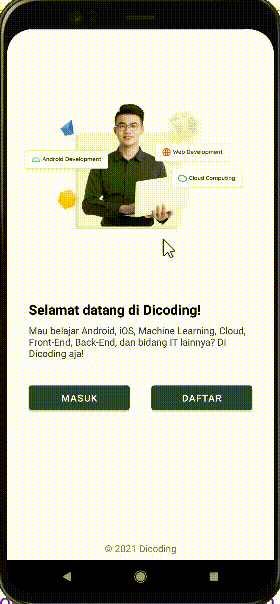 Android Development
Web Development
Cloud Computing
Selamat datang di Dicoding!
Mau belajar Android, iOS, Machine Learning, Cloud,
Front-End, Back-End, dan bidang IT lainnya? Di
Dicoding aja!
MASUK
DAFTAR
© 2021 Dicoding